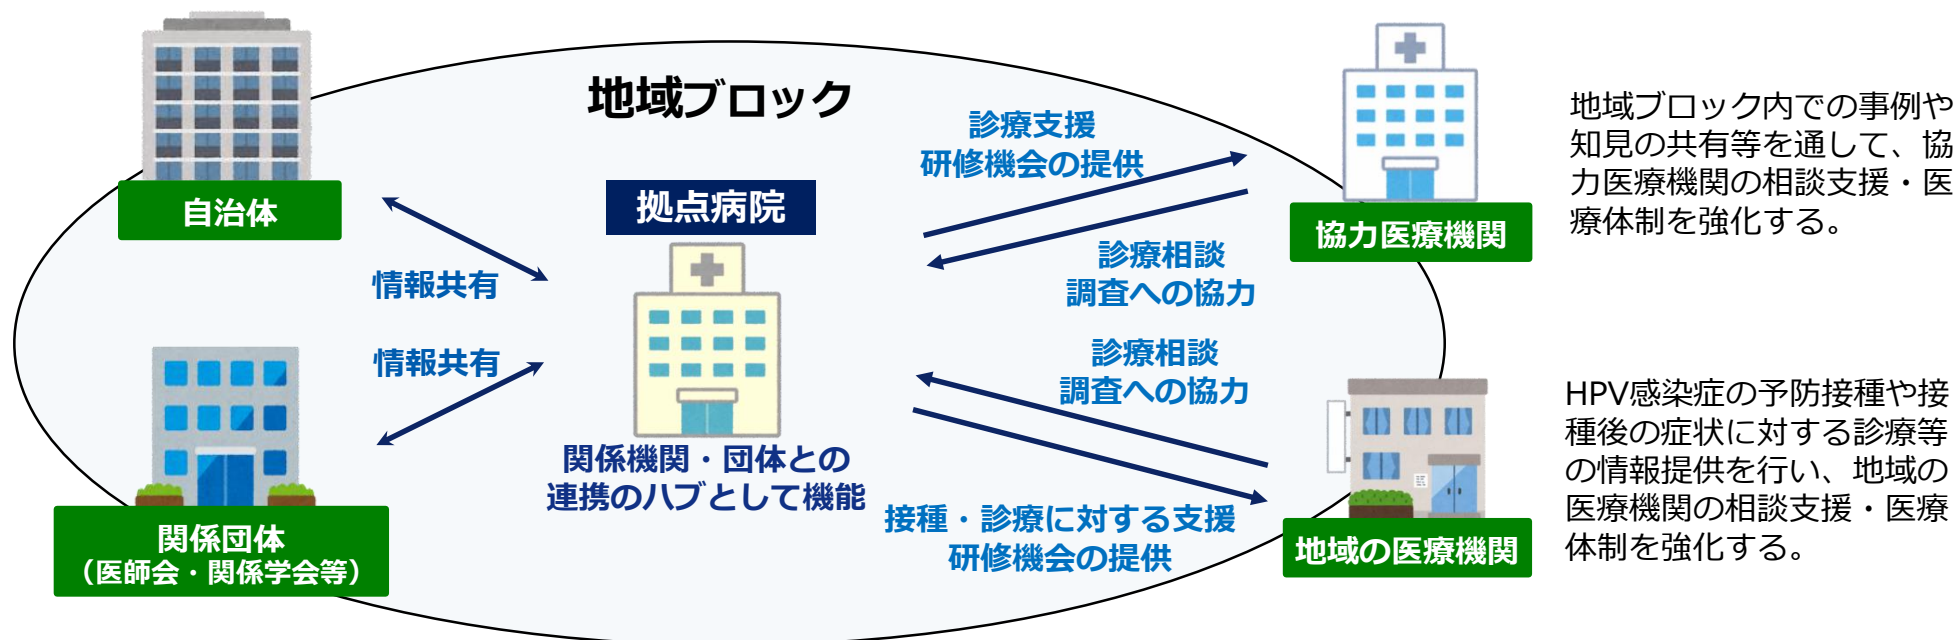 地域ブロック
自治体
情報共有
情報共有
関係団体
（医師会・関係学会等）
拠点病院
関係機関・団体との
連携のハブとして機能
診療支援
研修機会の提供
診療相談
調査への協力
診療相談
調査への協力
接種・診療に対する支援
研修機会の提供
協力医療機関
地域の医療機関
地域ブロック内での事例や
知見の共有等を通して、協
力医療機関の相談支援・医
療体制を強化する。
HPV感染症の予防接種や接
種後の症状に対する診療等
の情報提供を行い、地域の
医療機関の相談支援・医療
体制を強化する。